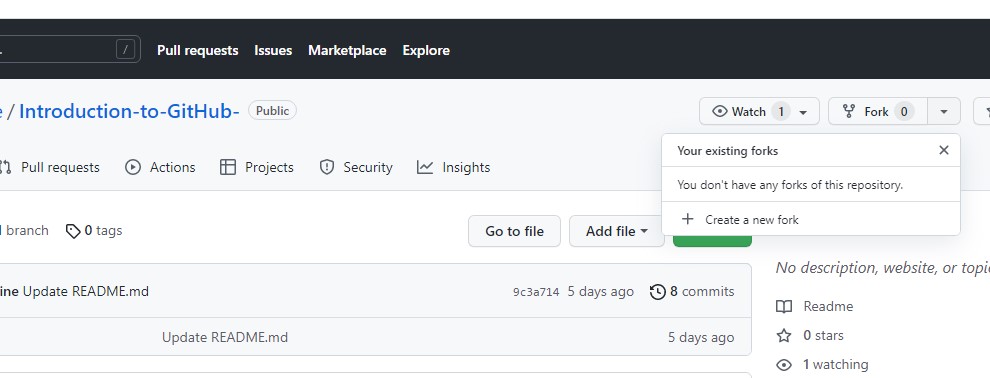 /
Pull requests Issues Marketplace Explore
/ Introduction-to-GitHub- Public
Watch 1 Fork 0
Your existing forks
You don't have any forks of this repository.
Create a new fork
Pull requests Actions Projects Security Insights
branch 0 tags
Go to file Add file
No description, website, or topic
ine Update README.md 9c3a714 5 days ago 8 commits
Readme
Update README.md 5 days ago
0 stars
1 watching